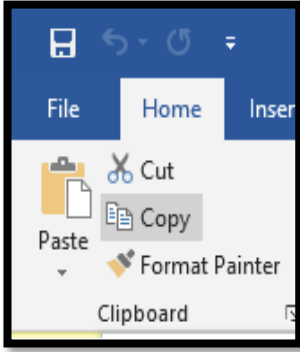 File Home Inser
Cut
Copy
Paste
Format Painter
Clipboard